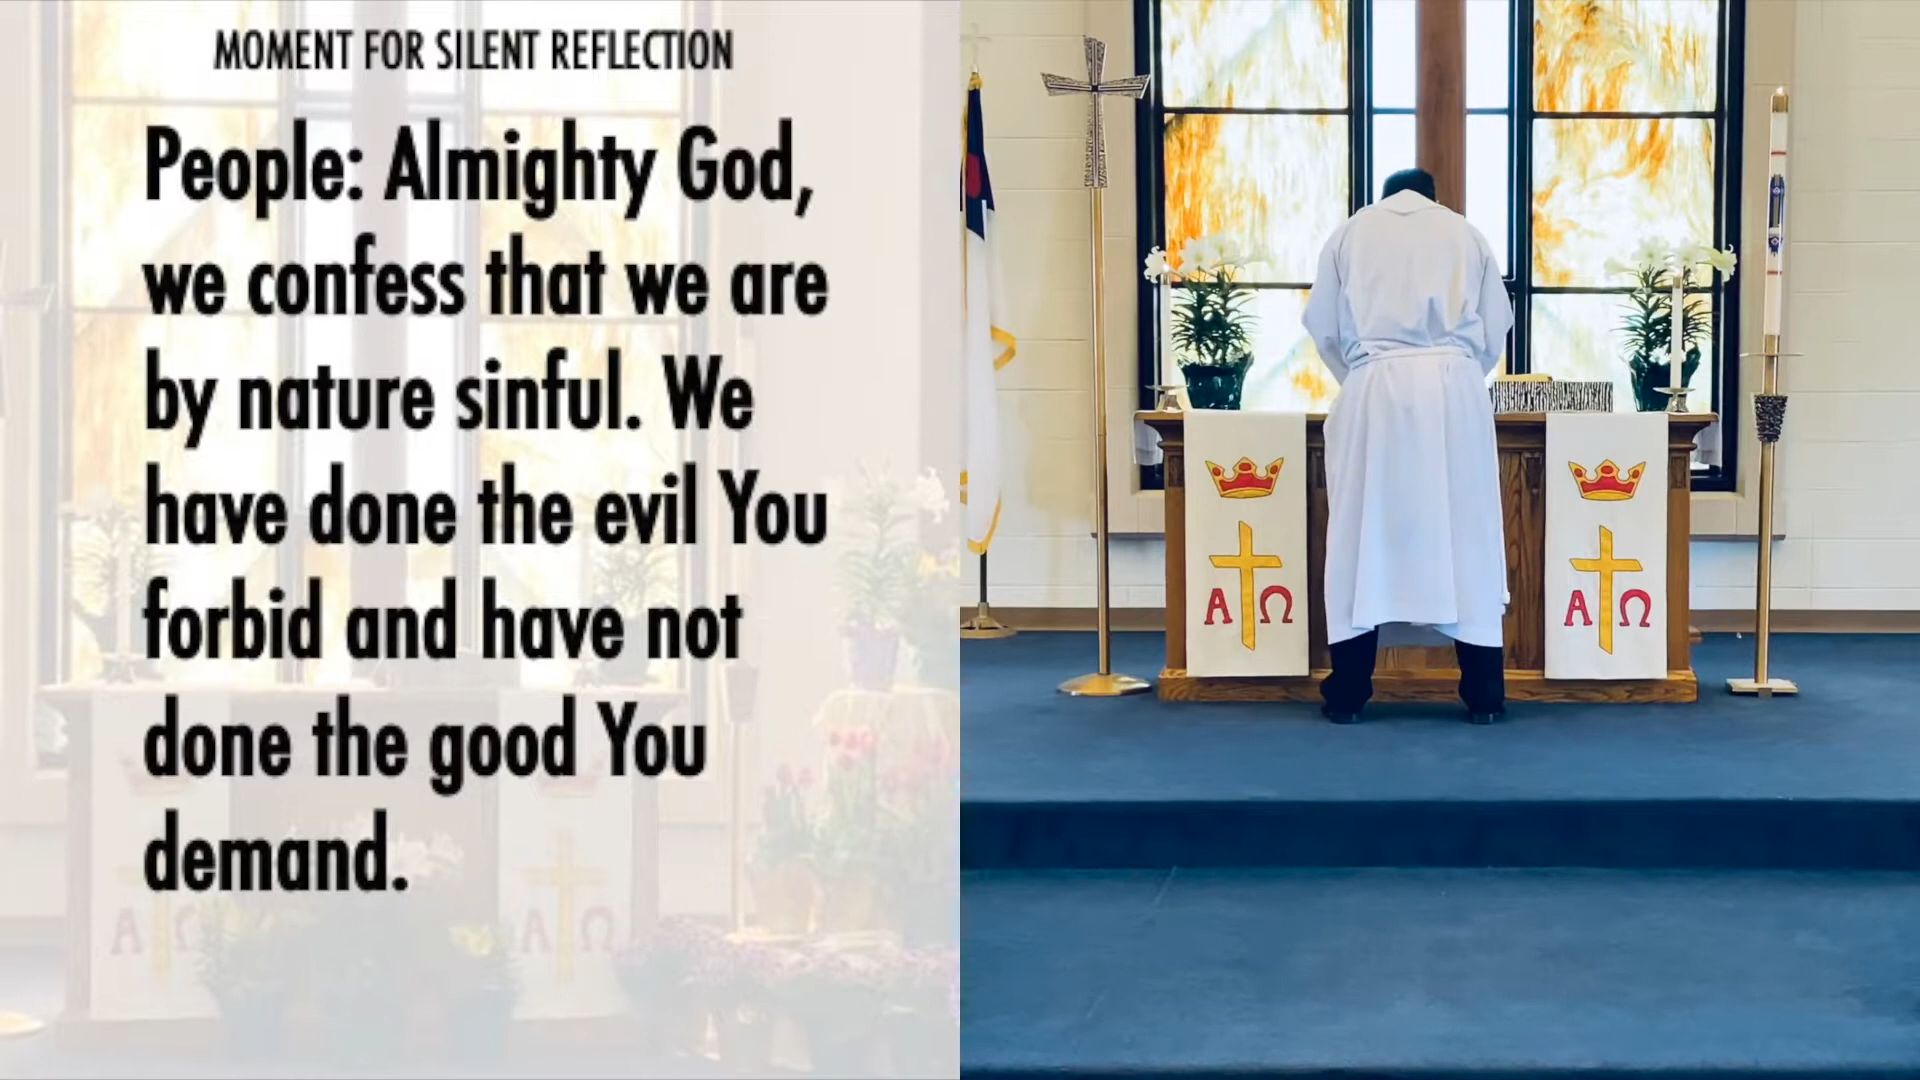 MOMENT FOR SILENT REFLECTION
People: Almighty God,
we confess that we are
by nature sinful. We
have done the evil You
forbid and have not
done the good You
demand.
Α Ω
Α Ω
Α Ω
Α Ω